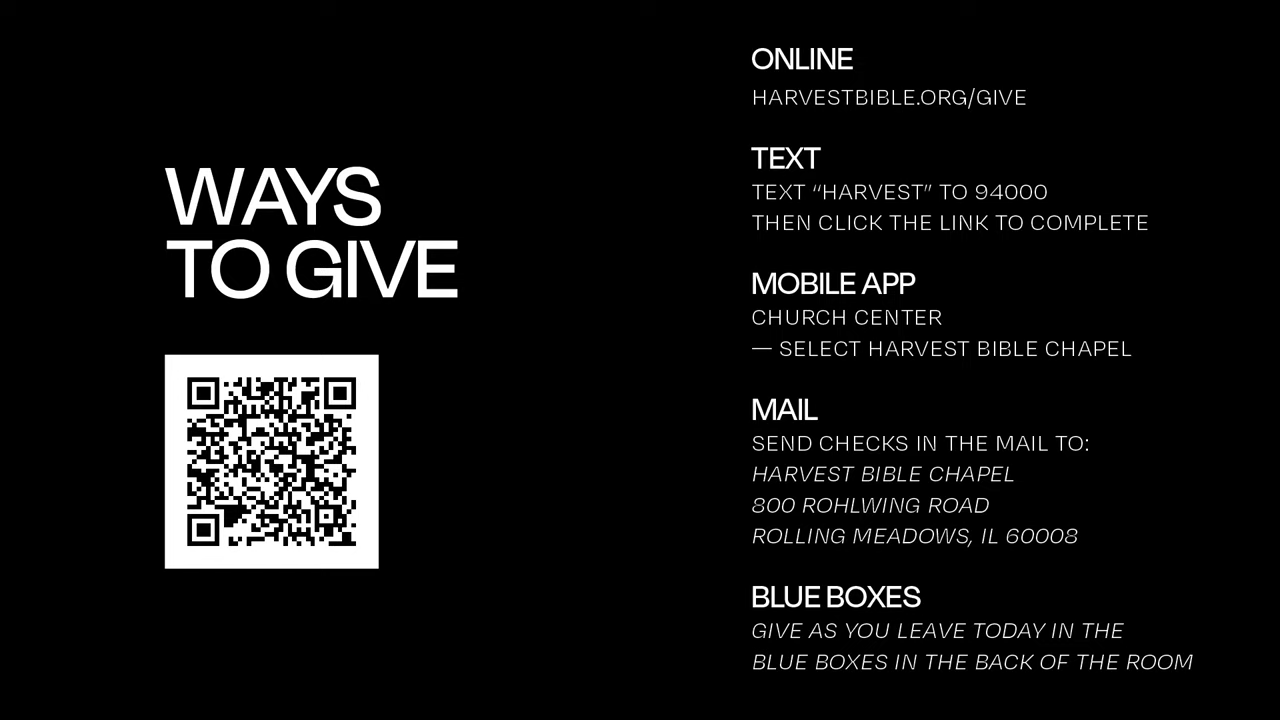 WAYS
TO GIVE
ONLINE
HARVESTBIBLE.ORG/GIVE
TEXT
TEXT “HARVEST” TO 94000
THEN CLICK THE LINK TO COMPLETE
MOBILE APP
CHURCH CENTER
— SELECT HARVEST BIBLE CHAPEL
MAIL
SEND CHECKS IN THE MAIL TO:
HARVEST BIBLE CHAPEL
800 ROHLWING ROAD
ROLLING MEADOWS, IL 60008
BLUE BOXES
GIVE AS YOU LEAVE TODAY IN THE
BLUE BOXES IN THE BACK OF THE ROOM